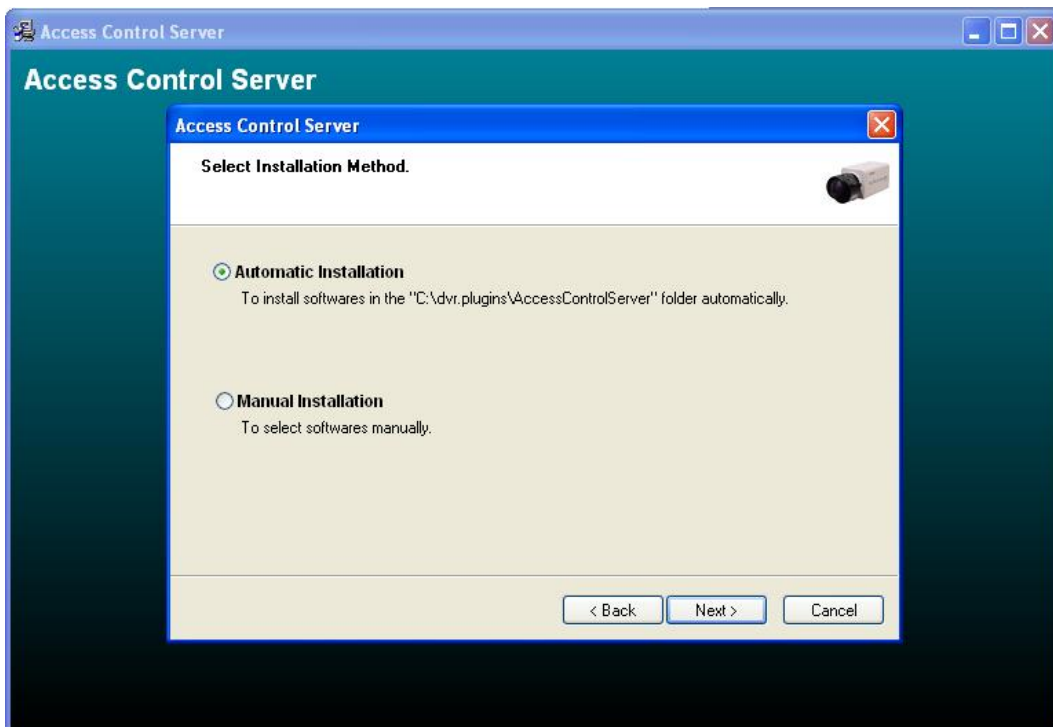 Access Control Server
Access Control Server
Access Control Server
Select Installation Method.
Automatic Installation
To install softwares in the "C:\dvr.plugins\AccessControlServer" folder automatically.
Manual Installation
To select softwares manually.
< Back Next > Cancel